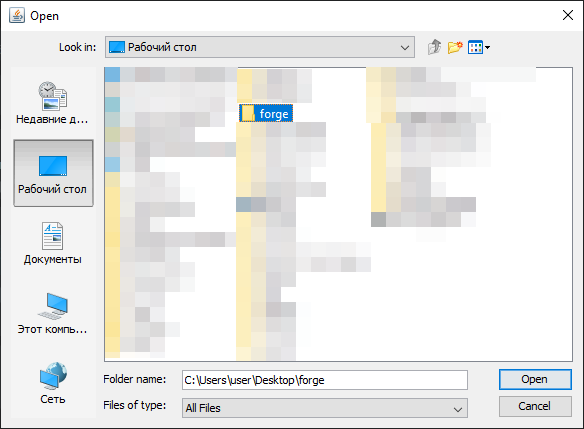 Open
Look in:
Рабочий стол
Недавние д...
forge
Рабочий стол
Документы
Этот компь...
Сеть
Folder name:
C:\Users\user\Desktop\forge
Open
Files of type:
All Files
Cancel